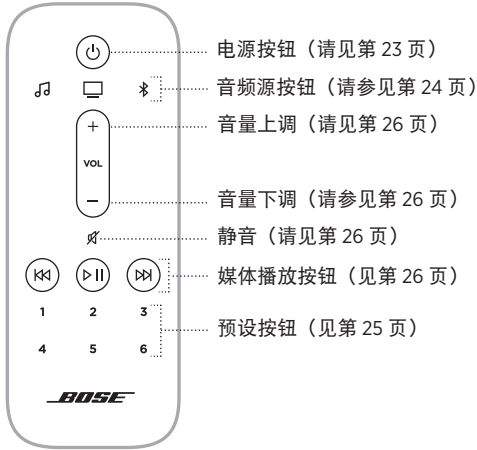 电源按钮（请见第 23 页）
音频源按钮（请参见第 24 页）
+ 音量上调（请见第 26 页）
VOL
− 音量下调（请参见第 26 页）
静音（请见第 26 页）
媒体播放按钮（见第 26 页）
1 2 3
预设按钮（见第 25 页）
4 5 6
BOSE